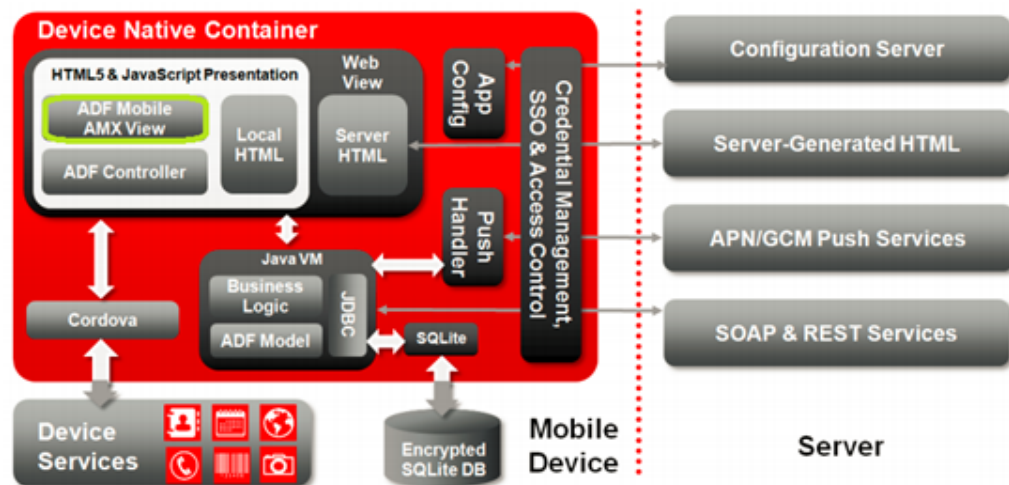 Device Native Container
HTML5 & JavaScript Presentation
ADF Mobile
AMX View
ADF Controller
Local
HTML
Web
View
Server
HTML
App
Config
Push
Handler
Credential Management,
SSO & Access Control
Java VM
Business
Logic
ADF Model
JDBC
SQLite
Cordova
Device
Services
Encrypted
SQLite DB
Mobile
Device
Configuration Server
Server-Generated HTML
APN/GCM Push Services
SOAP & REST Services
Server